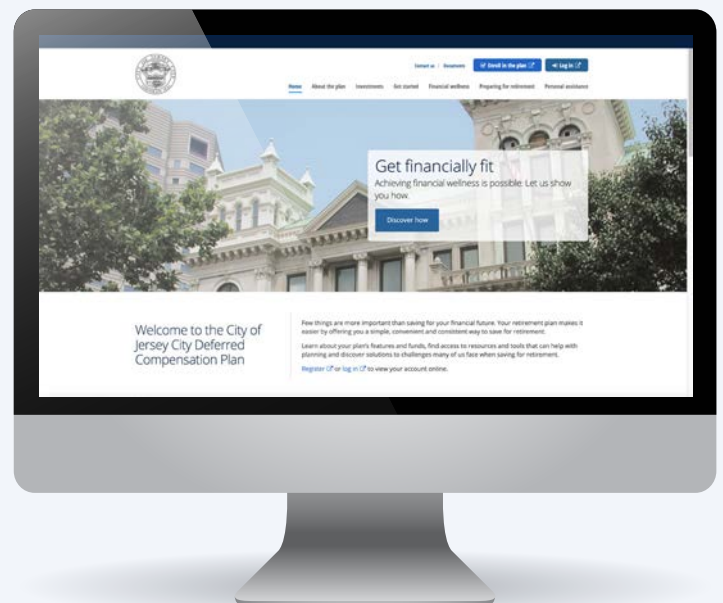 Contact us / Resources Enroll in the plan Log in
Home About the plan Investments Get started Financial wellness Preparing for retirement Personal assistance
Get financially fit
Achieving financial wellness is possible. Let us show
you how.
Discover how
Welcome to the City of
Jersey City Deferred
Compensation Plan
Few things are more important than saving for your financial future. Your retirement plan makes it
easier by offering you a simple, convenient and consistent way to save for retirement.
Learn about your plan's features and funds, find access to resources and tools that can help with
planning and discover solutions to challenges many of us face when saving for retirement.
Register or log in to view your account online.